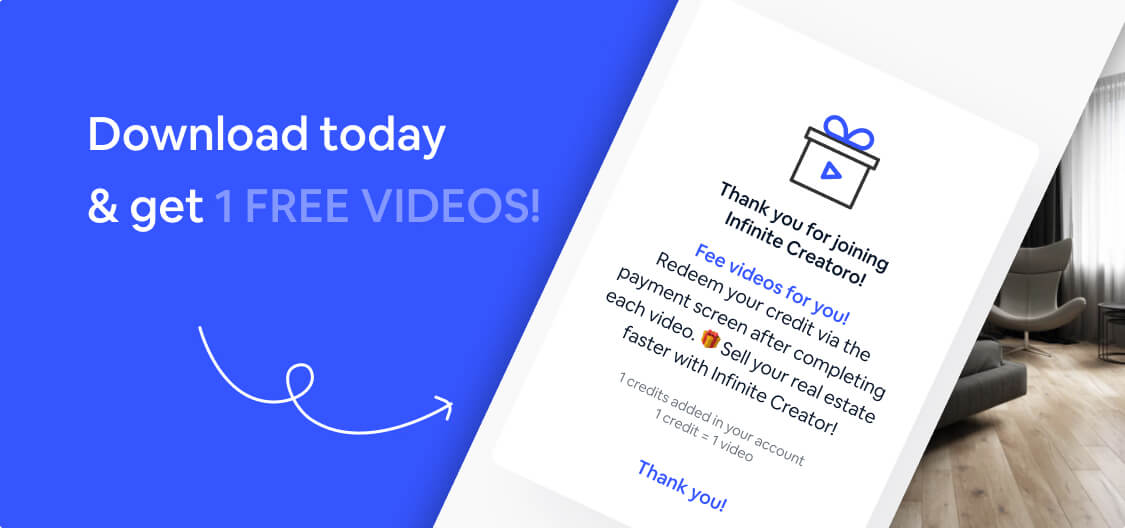 Download today
& get 1 FREE VIDEOS!
Thank you for joining
Infinite Creatoro!
Fee videos for you!
Redeem your credit via the
payment screen after completing
each video. 🎁 Sell your real estate
faster with Infinite Creator!
1 credits added in your account
1 credit = 1 video
Thank you!